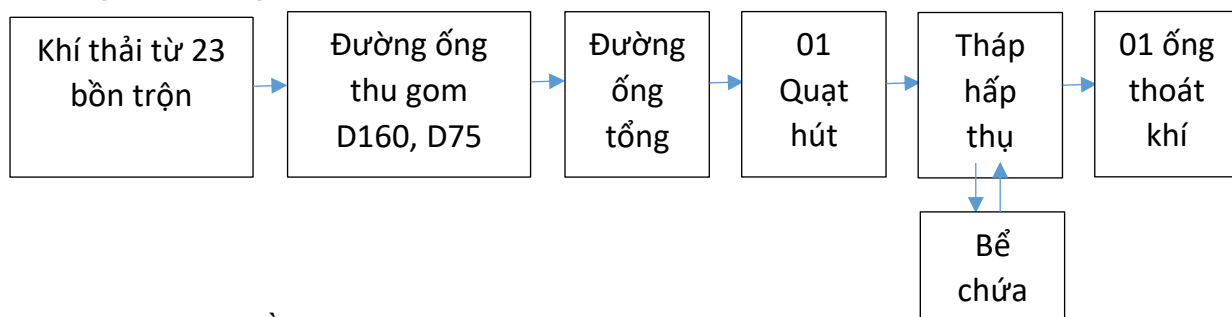 Khí thải từ 23
bồn trộn
Đường ống
thu gom
D160, D75
Đường
ống
tổng
01
Quạt
hút
Tháp
hấp
thụ
01 ống
thoát
khí
Bể
chứa